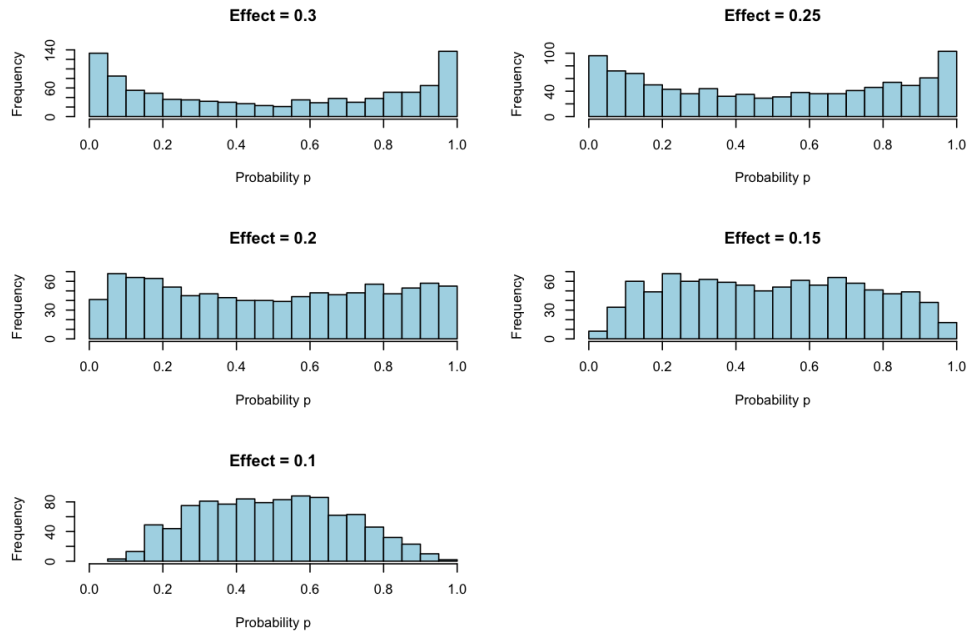 Effect = 0.3
Frequency
0 60 140
0.0 0.2 0.4 0.6 0.8 1.0
Probability p
Effect = 0.25
Frequency
0 40 100
0.0 0.2 0.4 0.6 0.8 1.0
Probability p
Effect = 0.2
Frequency
0 30 60
0.0 0.2 0.4 0.6 0.8 1.0
Probability p
Effect = 0.15
Frequency
0 30 60
0.0 0.2 0.4 0.6 0.8 1.0
Probability p
Effect = 0.1
Frequency
0 40 80
0.0 0.2 0.4 0.6 0.8 1.0
Probability p